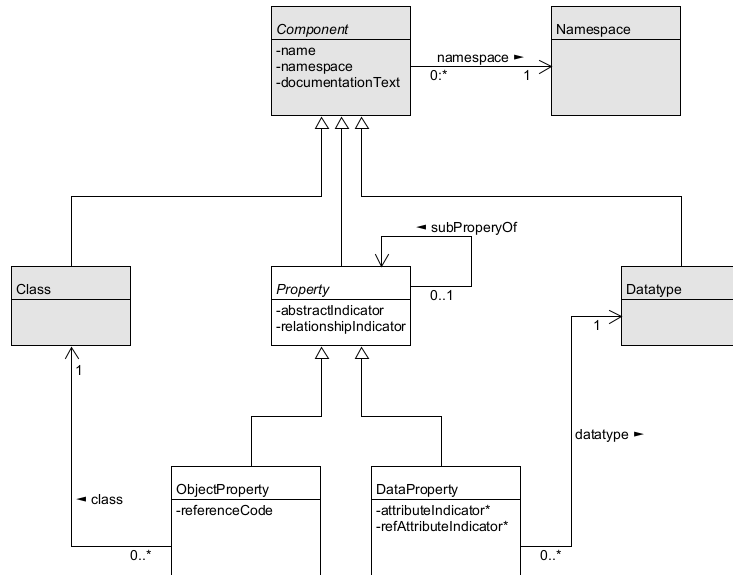 Component
-name
-namespace
-documentationText
namespace ►
0:*
1
Namespace
◄ subProperyOf
0..1
Class
Property
-abstractIndicator
-relationshipIndicator
Datatype
1
1
datatype ►
◄ class
ObjectProperty
-referenceCode
DataProperty
-attributeIndicator*
-refAttributeIndicator*
0..*
0..*